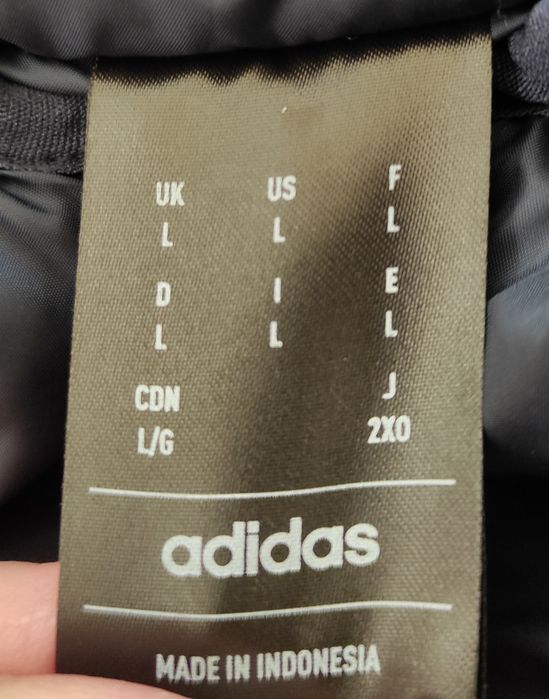 UK US F
L L L
D I E
L L L
CDN J
L/G 2XO
adidas
MADE IN INDONESIA